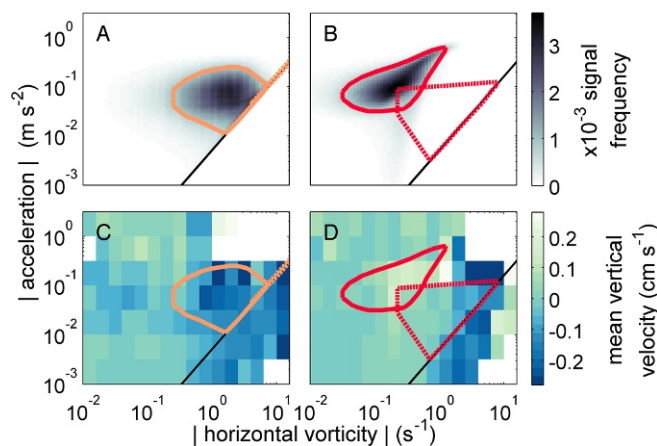 A
B
C
D
10⁰
10⁻¹
10⁻²
10⁻³
| acceleration | (m s⁻²)
3
2
1
0
x10⁻³ signal
frequency
10⁰
10⁻¹
10⁻²
10⁻³
0.2
0.1
0
-0.1
-0.2
mean vertical
velocity (cm s⁻¹)
10⁻² 10⁻¹ 10⁰ 10¹ 10⁻² 10⁻¹ 10⁰ 10¹
| horizontal vorticity | (s⁻¹)